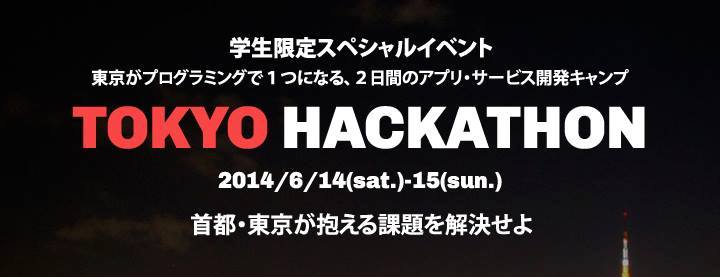 学生限定スペシャルイベント
東京がプログラミングで１つになる、２日間のアプリ・サービス開発キャンプ
TOKYO HACKATHON
2014/6/14(sat.)-15(sun.)
首都・東京が抱える課題を解決せよ